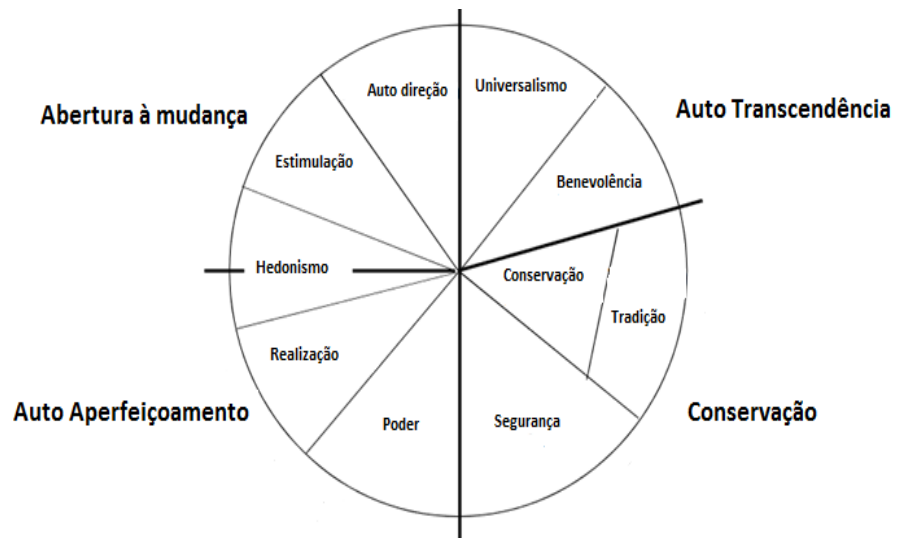 Auto direção
Universalismo
Abertura à mudança
Auto Transcendência
Estimulação
Benevolência
Hedonismo
Conservação
Tradição
Realização
Auto Aperfeiçoamento
Poder
Segurança
Conservação